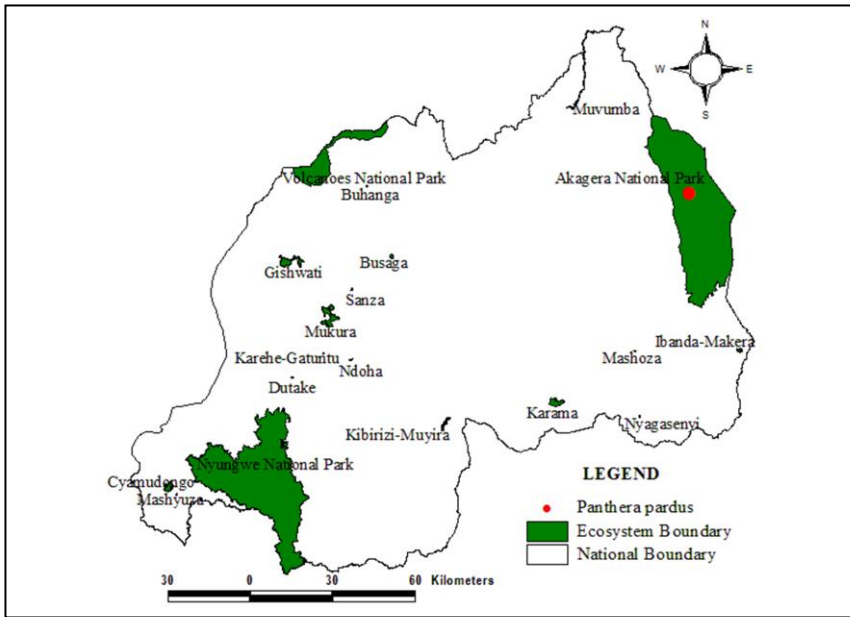 N
W E
S
Muvumba
Volcanoes National Park
Akagera National Park
Buhanga
Gishwati
Busaga
Sanza
Mukura
Ibanda-Makera
Karehe-Gaturitu
Ndoha
Mashoza
Dutake
Karama
Nyagasenyi
Kibirizi-Muyira
Nyungwe National Park
Cyamudongo
Mashyuza
LEGEND
Panthera pardus
Ecosystem Boundary
National Boundary
30 0 30 60 Kilometers